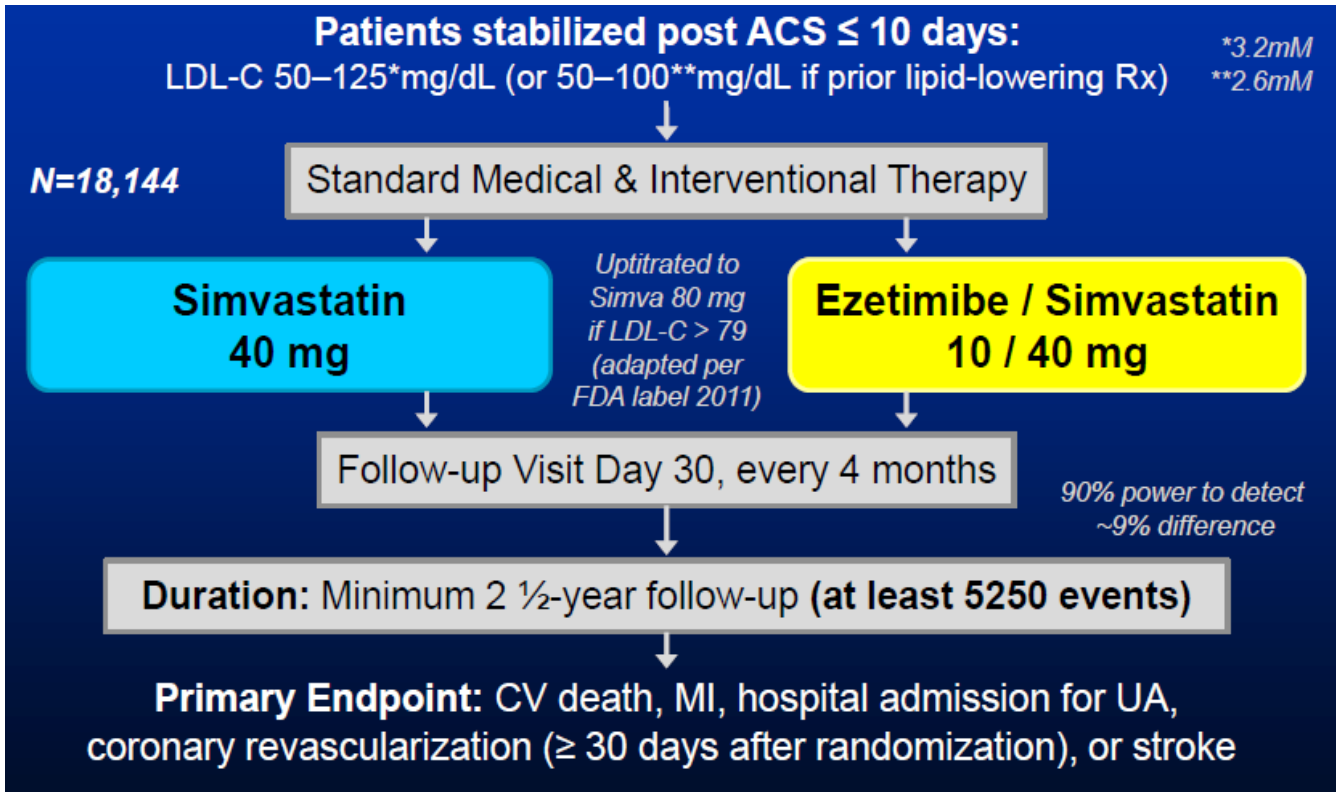 Patients stabilized post ACS ≤ 10 days:
LDL-C 50–125*mg/dL (or 50–100**mg/dL if prior lipid-lowering Rx)
*3.2mM
**2.6mM
N=18,144
Standard Medical & Interventional Therapy
Simvastatin
40 mg
Uptitrated to
Simva 80 mg
if LDL-C > 79
(adapted per
FDA label 2011)
Ezetimibe / Simvastatin
10 / 40 mg
Follow-up Visit Day 30, every 4 months
90% power to detect
~9% difference
Duration: Minimum 2 ½-year follow-up (at least 5250 events)
Primary Endpoint: CV death, MI, hospital admission for UA,
coronary revascularization (≥ 30 days after randomization), or stroke